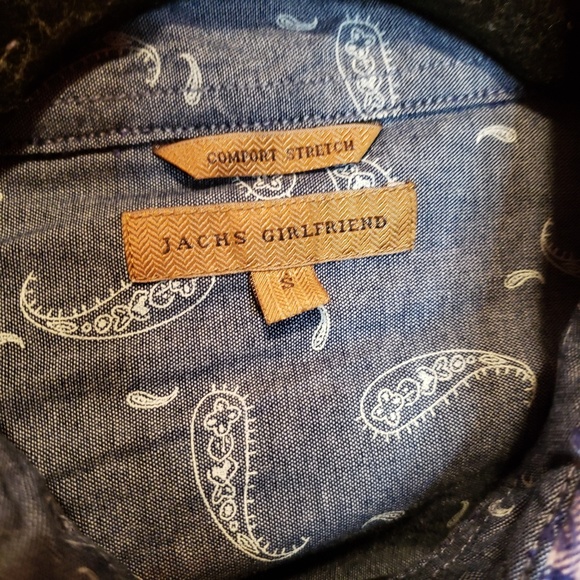 COMFORT STRETCH
JACHS GIRLFRIEND
S